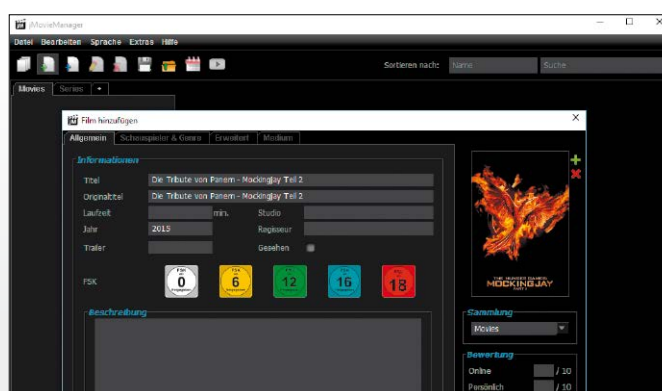 jMovieManager
Datei Bearbeiten Sprache Extras Hilfe
Sortieren nach: Name Suche
Movies Series +
Film hinzufügen
Allgemein Schauspieler & Genre Erweitert Medium
Informationen
Titel Die Tribute von Panem - Mockingjay Teil 2
Originaltitel Die Tribute von Panem - Mockingjay Teil 2
Laufzeit min. Studio
Jahr 2015 Regisseur
Trailer Gesehen
FSK 0 6 12 16 18
THE HUNGER GAMES
MOCKINGJAY
Beschreibung
Sammlung
Movies
Bewertung
Online / 10
Persönlich / 10